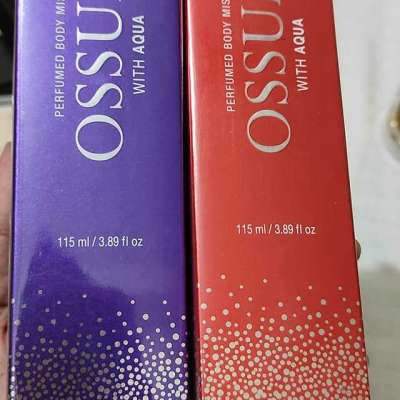 PERFUMED BODY MIS
OSSU
WITH AQUA
115 ml / 3.89 fl oz
PERFUMED BODY MIS
OSSU
WITH AQUA
115 ml / 3.89 fl oz